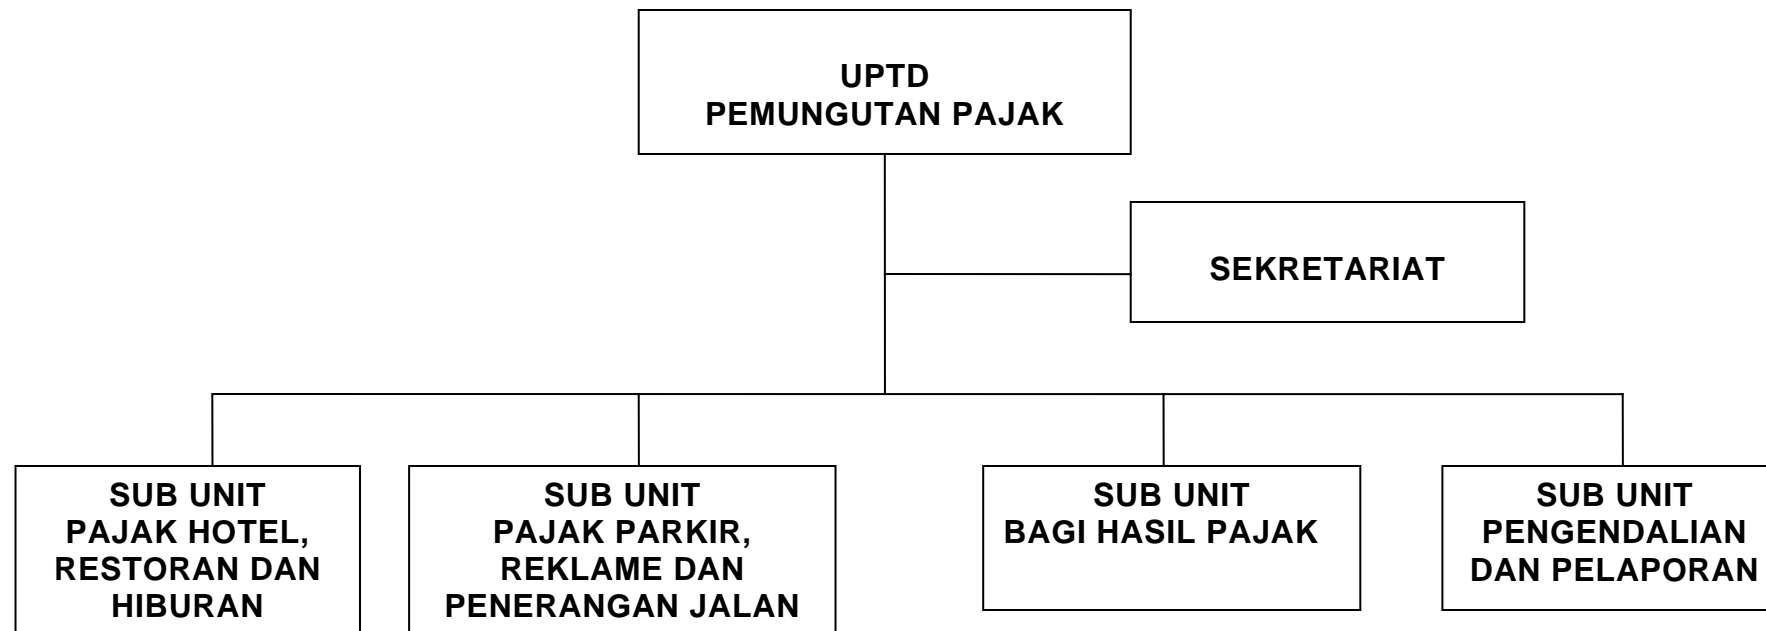 UPTD
PEMUNGUTAN PAJAK
SEKRETARIAT
SUB UNIT
PAJAK HOTEL,
RESTORAN DAN
HIBURAN
SUB UNIT
PAJAK PARKIR,
REKLAME DAN
PENERANGAN JALAN
SUB UNIT
BAGI HASIL PAJAK
SUB UNIT
PENGENDALIAN
DAN PELAPORAN